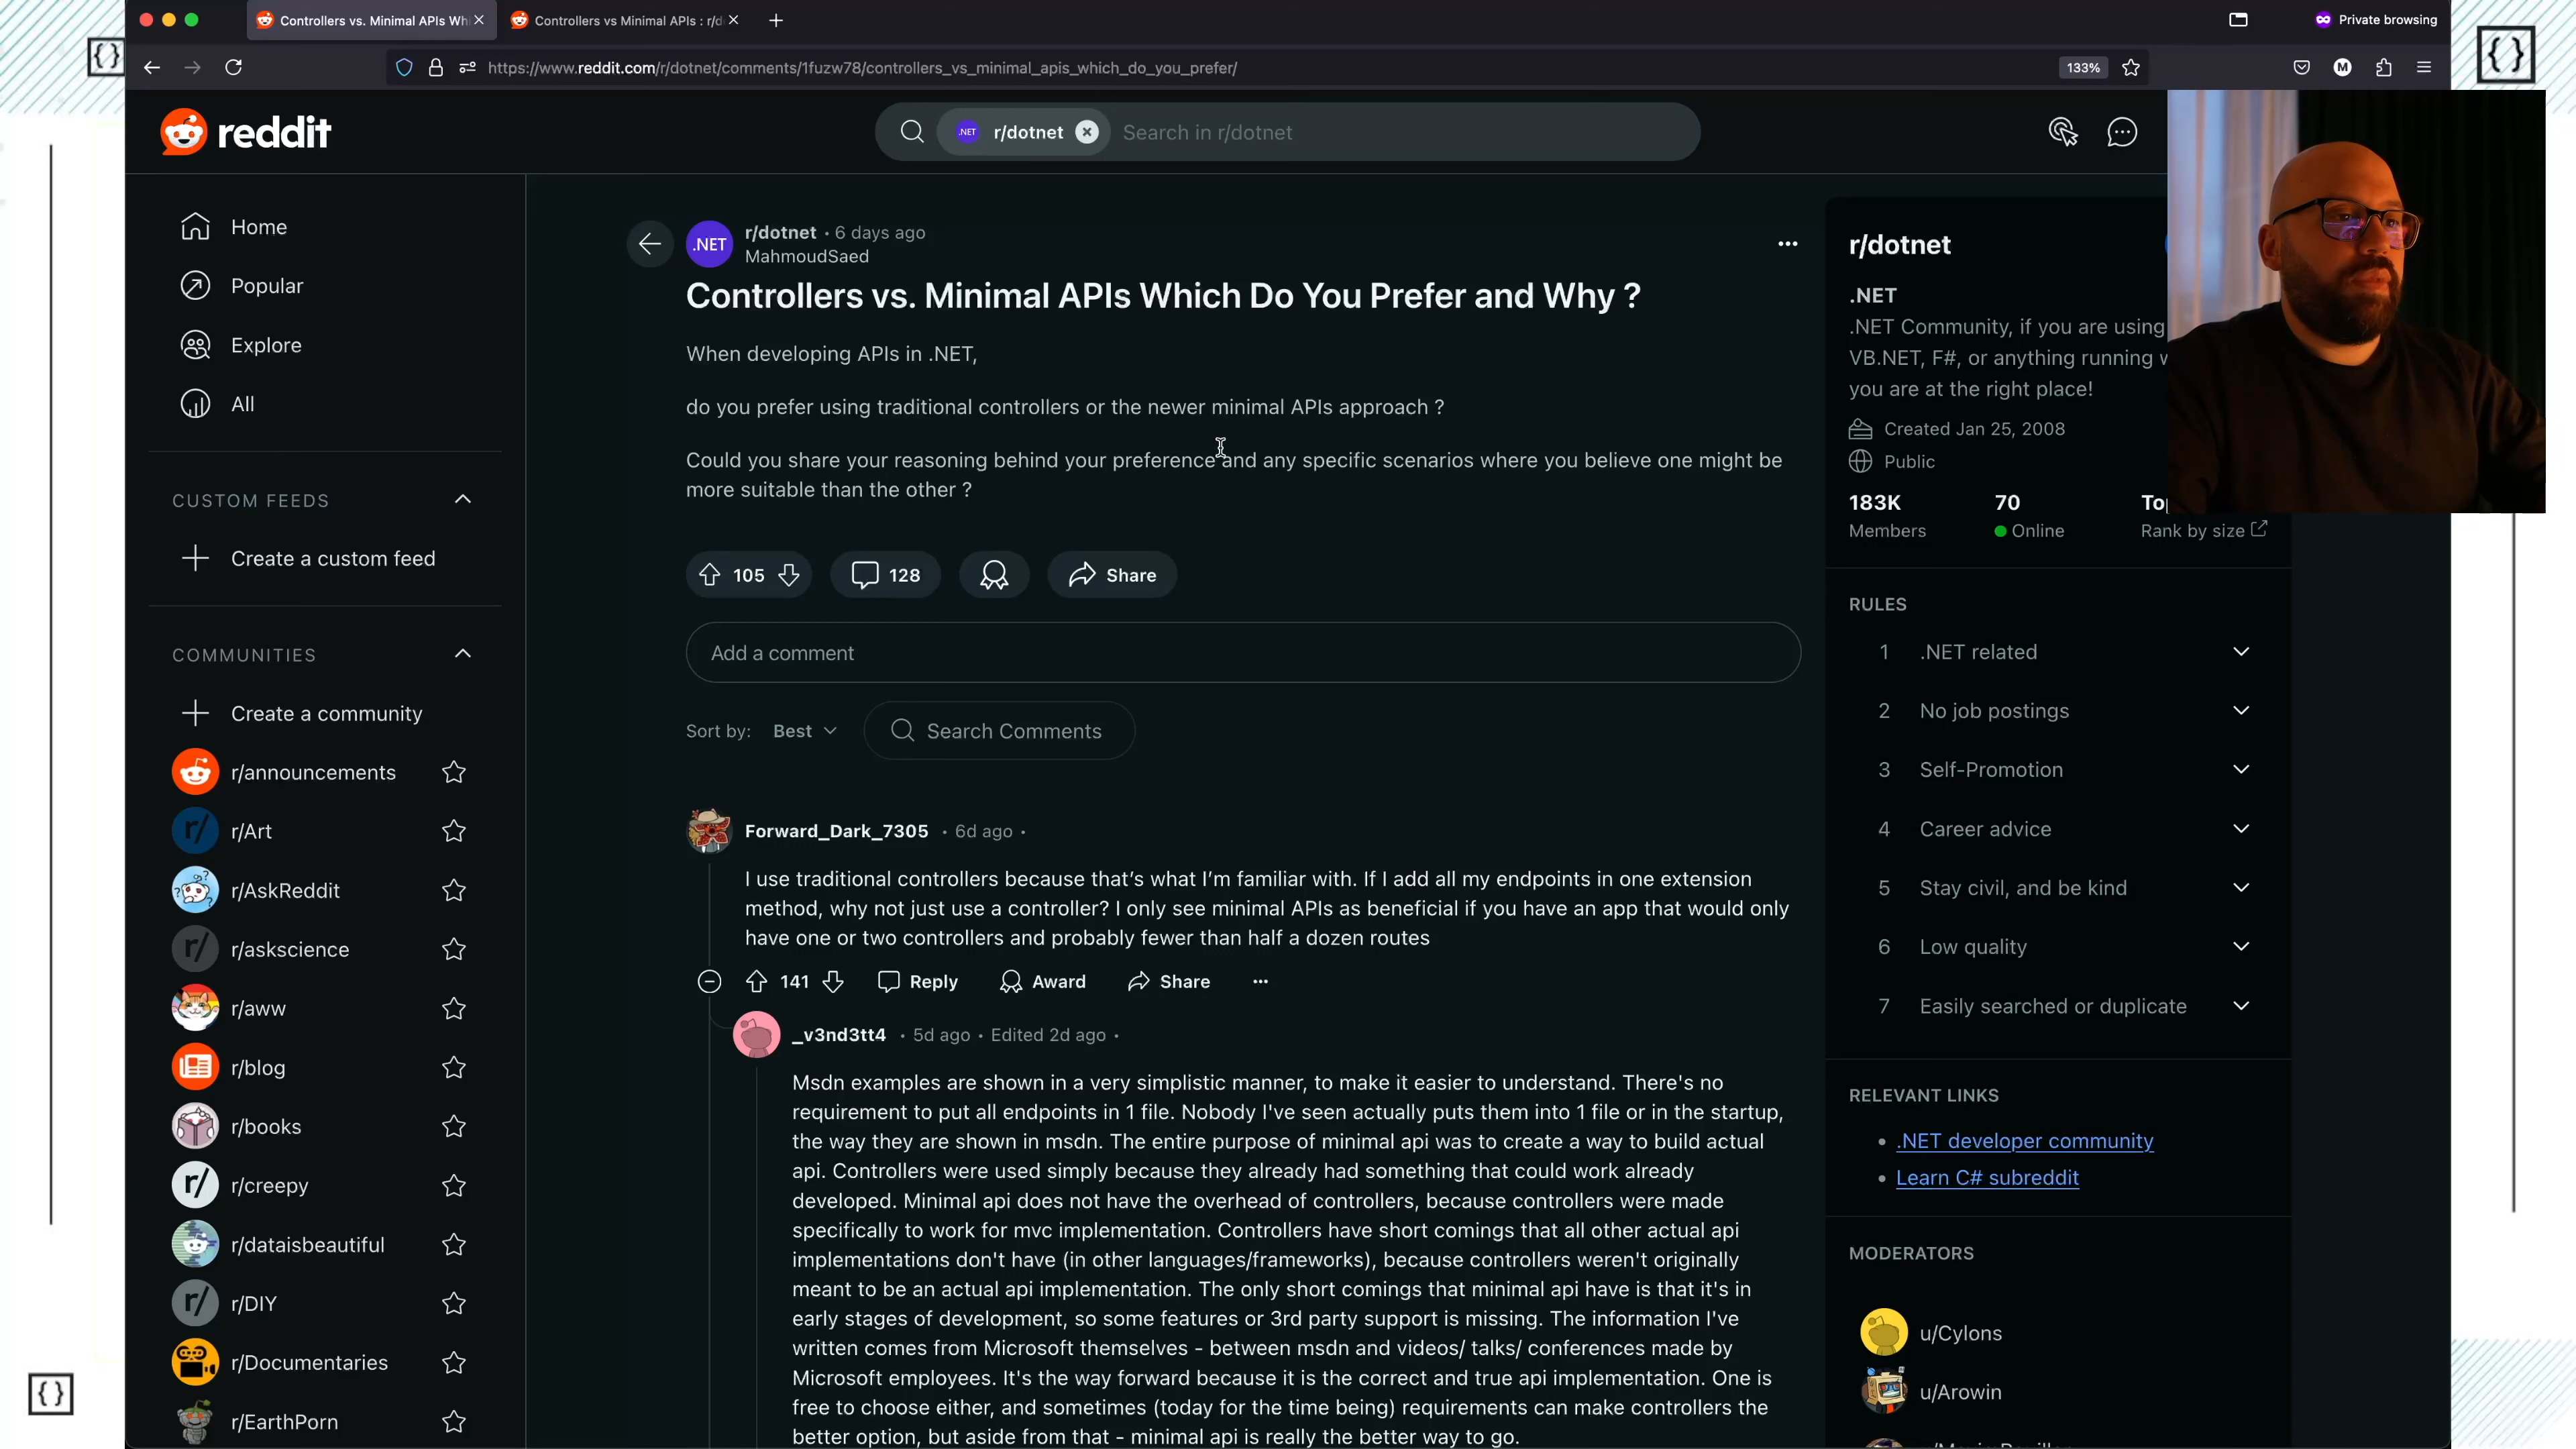 Controllers vs. Minimal APIs Wh
Controllers vs Minimal APIs : r/d
Private browsing
https://www.reddit.com/r/dotnet/comments/1fuzw78/controllers_vs_minimal_apis_which_do_you_prefer/
133%
M
{}
{}
reddit
.NET
r/dotnet
Search in r/dotnet
Home
Popular
Explore
All
CUSTOM FEEDS
Create a custom feed
COMMUNITIES
Create a community
r/announcements
r/ r/Art
r/AskReddit
r/ r/askscience
r/aww
r/blog
r/books
r/ r/creepy
r/dataisbeautiful
r/ r/DIY
r/Documentaries
r/EarthPorn
{}
.NET
r/dotnet • 6 days ago
MahmoudSaed
Controllers vs. Minimal APIs Which Do You Prefer and Why ?
When developing APIs in .NET,
do you prefer using traditional controllers or the newer minimal APIs approach ?
Could you share your reasoning behind your preference and any specific scenarios where you believe one might be
more suitable than the other ?
105
128
Share
Add a comment
Sort by: Best
Search Comments
Forward_Dark_7305 • 6d ago •
I use traditional controllers because that’s what I’m familiar with. If I add all my endpoints in one extension
method, why not just use a controller? I only see minimal APIs as beneficial if you have an app that would only
have one or two controllers and probably fewer than half a dozen routes
141 Reply Award Share
_v3nd3tt4 • 5d ago • Edited 2d ago •
Msdn examples are shown in a very simplistic manner, to make it easier to understand. There's no
requirement to put all endpoints in 1 file. Nobody I've seen actually puts them into 1 file or in the startup,
the way they are shown in msdn. The entire purpose of minimal api was to create a way to build actual
api. Controllers were used simply because they already had something that could work already
developed. Minimal api does not have the overhead of controllers, because controllers were made
specifically to work for mvc implementation. Controllers have short comings that all other actual api
implementations don't have (in other languages/frameworks), because controllers weren't originally
meant to be an actual api implementation. The only short comings that minimal api have is that it's in
early stages of development, so some features or 3rd party support is missing. The information I've
written comes from Microsoft themselves - between msdn and videos/ talks/ conferences made by
Microsoft employees. It's the way forward because it is the correct and true api implementation. One is
free to choose either, and sometimes (today for the time being) requirements can make controllers the
better option, but aside from that - minimal api is really the better way to go.
r/dotnet
.NET
.NET Community, if you are using
VB.NET, F#, or anything running
you are at the right place!
Created Jan 25, 2008
Public
183K
70
Members
Online
Rank by size
RULES
1 .NET related
2 No job postings
3 Self-Promotion
4 Career advice
5 Stay civil, and be kind
6 Low quality
7 Easily searched or duplicate
RELEVANT LINKS
• .NET developer community
• Learn C# subreddit
MODERATORS
u/Cylons
u/Arowin